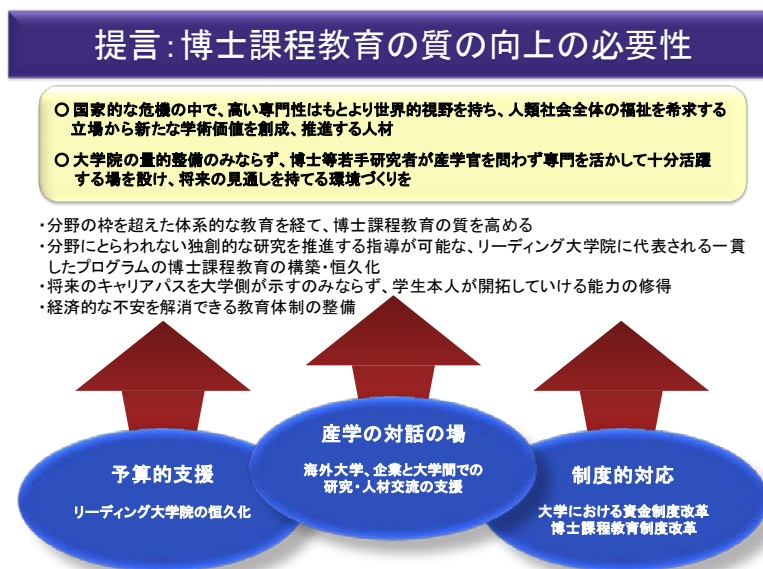 提言:博士課程教育の質の向上の必要性
○ 国家的な危機の中で、高い専門性はもとより世界的視野を持ち、人類社会全体の福祉を希求する
立場から新たな学術価値を創成、推進する人材
○ 大学院の量的整備のみならず、博士等若手研究者が産学官を問わず専門を活かして十分活躍
する場を設け、将来の見通しを持てる環境づくりを
・分野の枠を超えた体系的な教育を経て、博士課程教育の質を高める
・分野にとらわれない独創的な研究を推進する指導が可能な、リーディング大学院に代表される一貫
したプログラムの博士課程教育の構築・恒久化
・将来のキャリアパスを大学側が示すのみならず、学生本人が開拓していける能力の修得
・経済的な不安を解消できる教育体制の整備
予算的支援
リーディング大学院の恒久化
産学の対話の場
海外大学、企業と大学間での
研究・人材交流の支援
制度的対応
大学における資金制度改革
博士課程教育制度改革